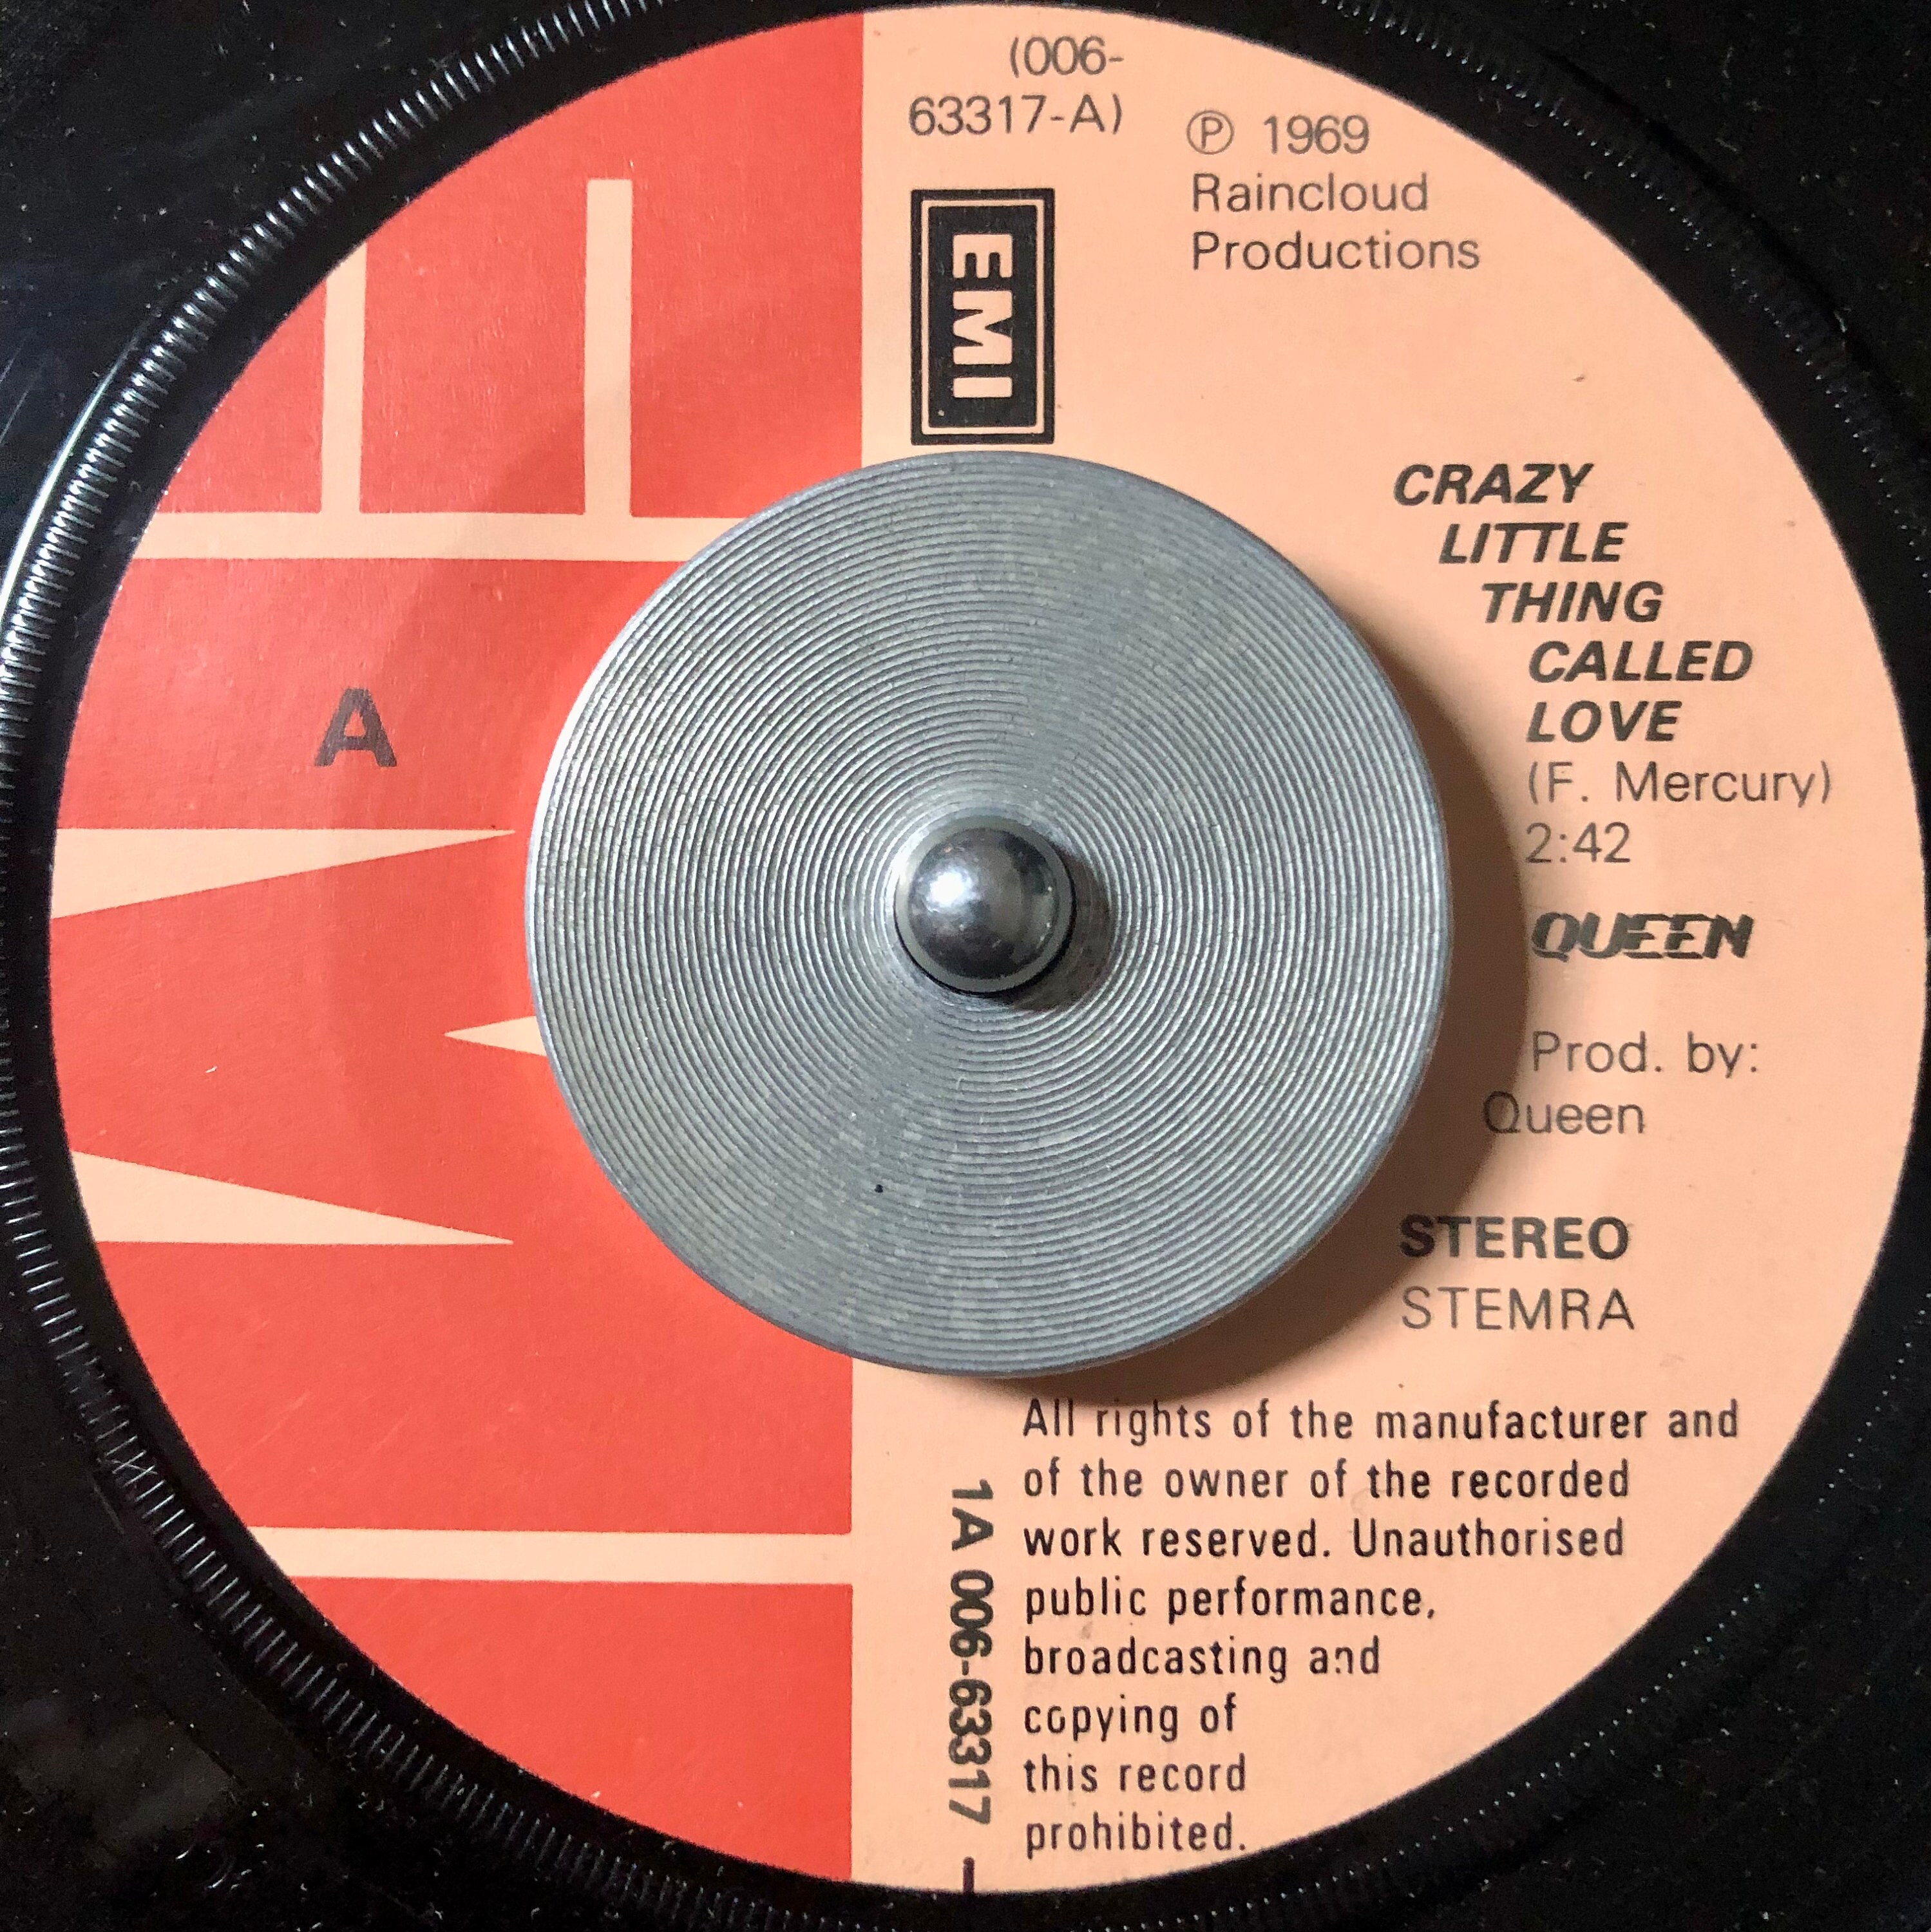 (006-
63317-A)
Ⓟ 1969
Raincloud
Productions
EMI
CRAZY
LITTLE
THING
CALLED
LOVE
(F. Mercury)
2:42
A
QUEEN
Prod. by:
Queen
STEREO
STEMRA
All rights of the manufacturer and
of the owner of the recorded
work reserved. Unauthorised
public performance,
broadcasting and
copying of
this record
prohibited.
1A 006-63317